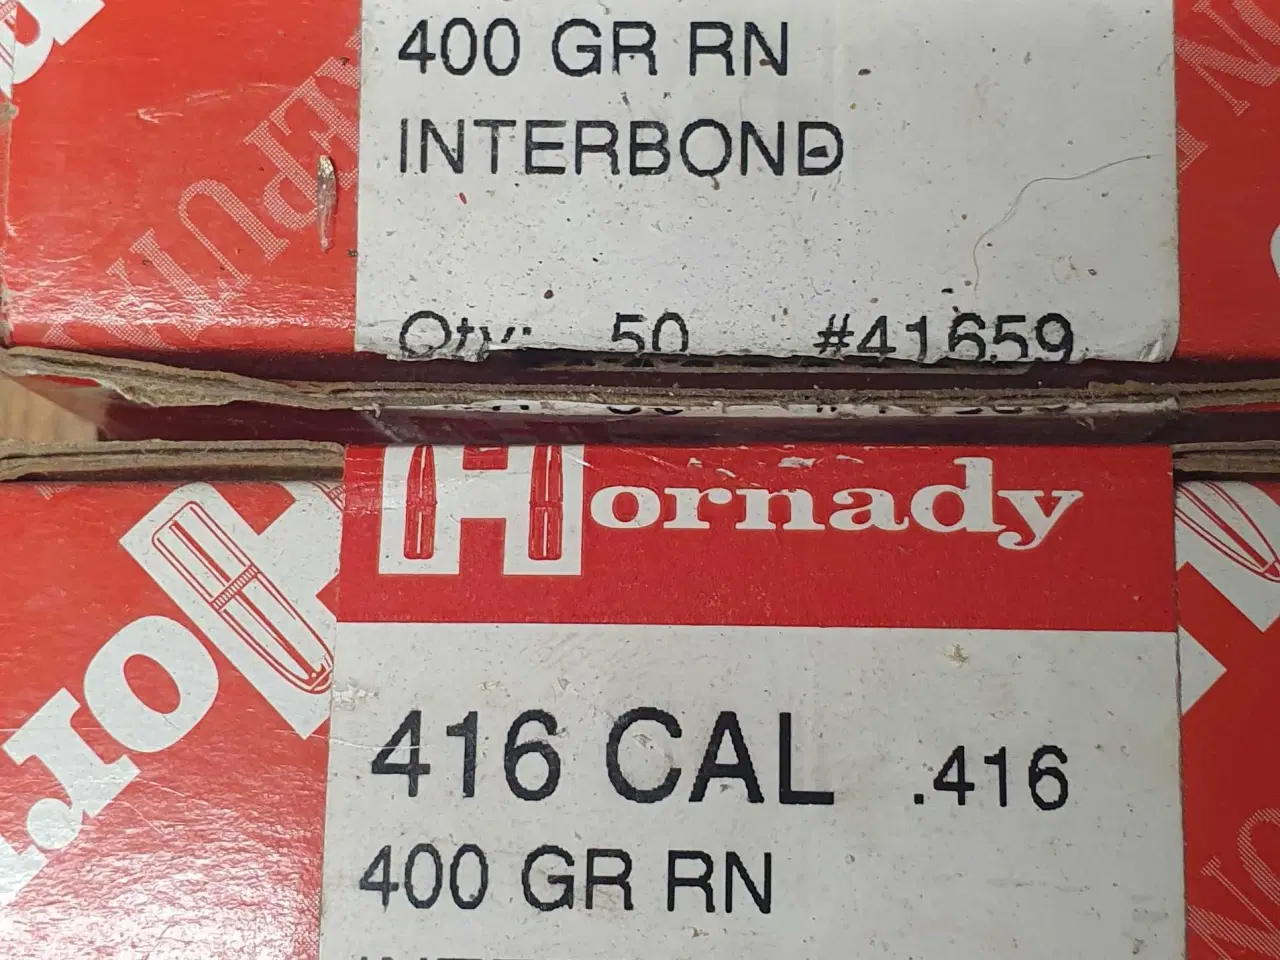 400 GR RN
INTERBOND
Qty: 50 #41659
Hornady
416 CAL .416
400 GR RN